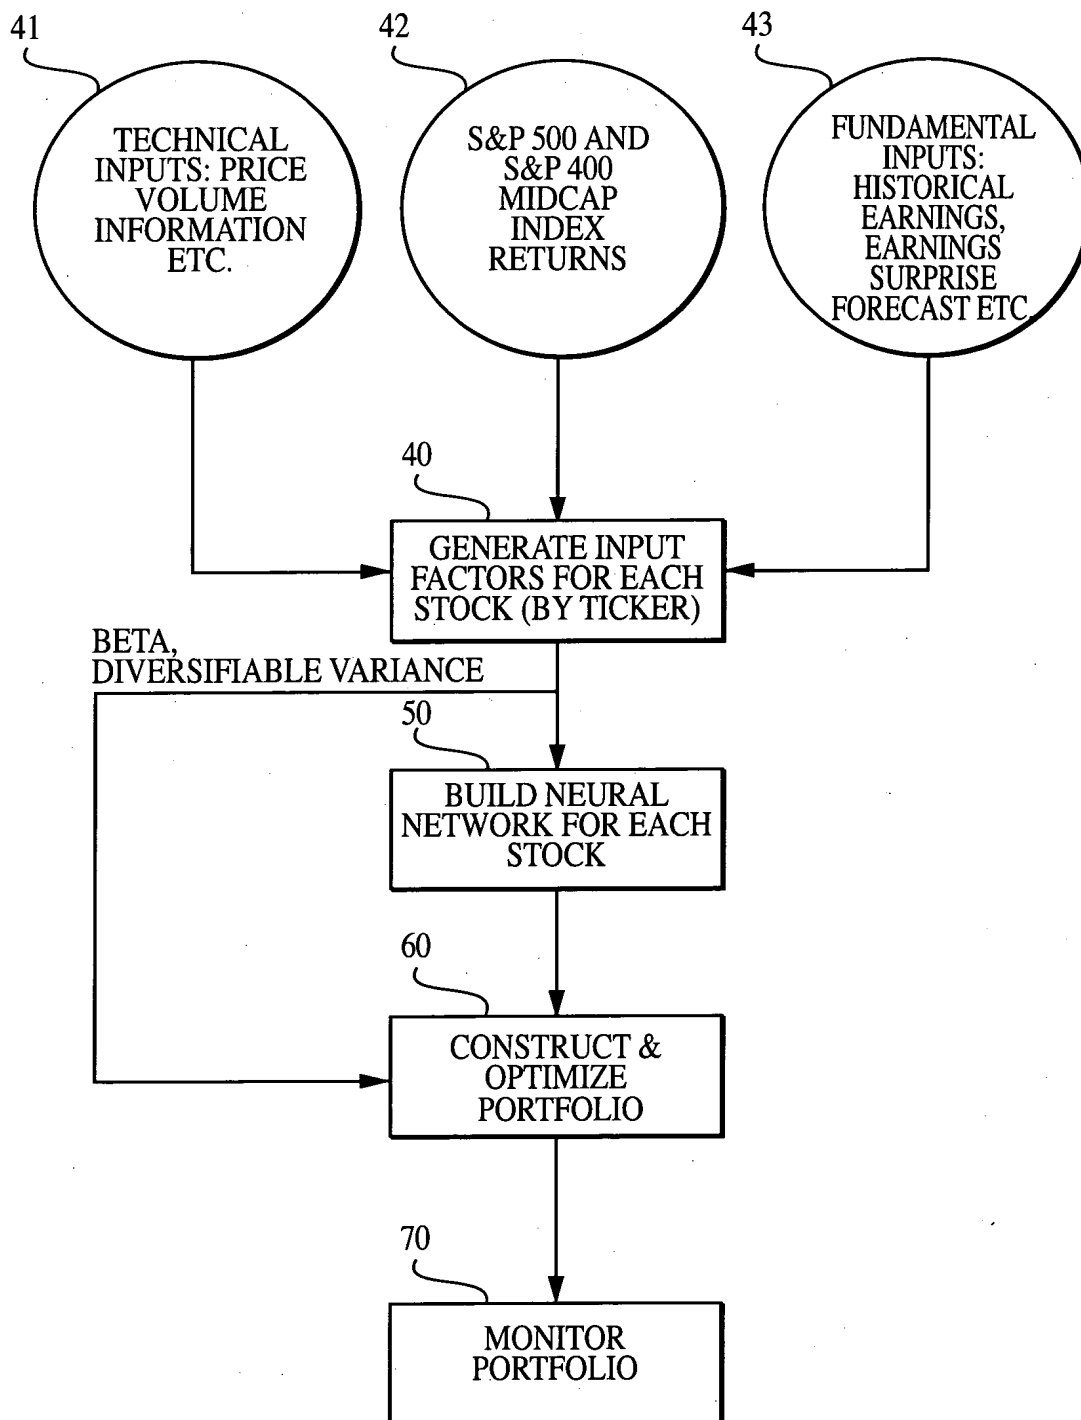 41
TECHNICAL
INPUTS: PRICE
VOLUME
INFORMATION
ETC.
42
S&P 500 AND
S&P 400
MIDCAP
INDEX
RETURNS
43
FUNDAMENTAL
INPUTS:
HISTORICAL
EARNINGS,
EARNINGS
SURPRISE
FORECAST ETC.
40
GENERATE INPUT
FACTORS FOR EACH
STOCK (BY TICKER)
BETA,
DIVERSIFIABLE VARIANCE
50
BUILD NEURAL
NETWORK FOR EACH
STOCK
60
CONSTRUCT &
OPTIMIZE
PORTFOLIO
70
MONITOR
PORTFOLIO